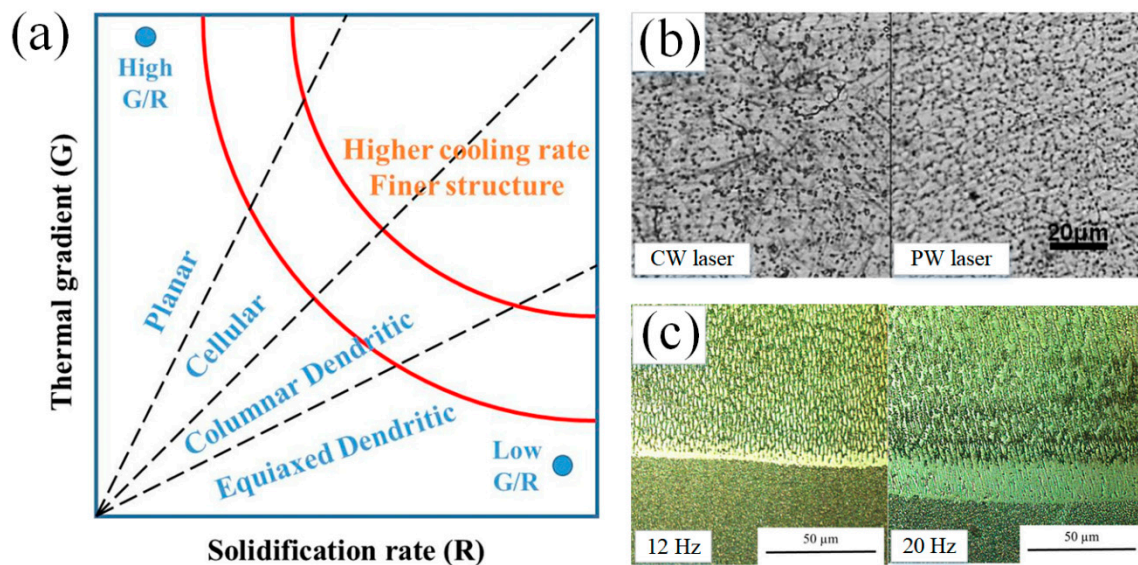 (a)
High
G/R
Higher cooling rate
Finer structure
Planar
Cellular
Columnar Dendritic
Equiaxed Dendritic
Low
G/R
Thermal gradient (G)
Solidification rate (R)
(b)
CW laser
PW laser
20μm
(c)
12 Hz
50 μm
20 Hz
50 μm